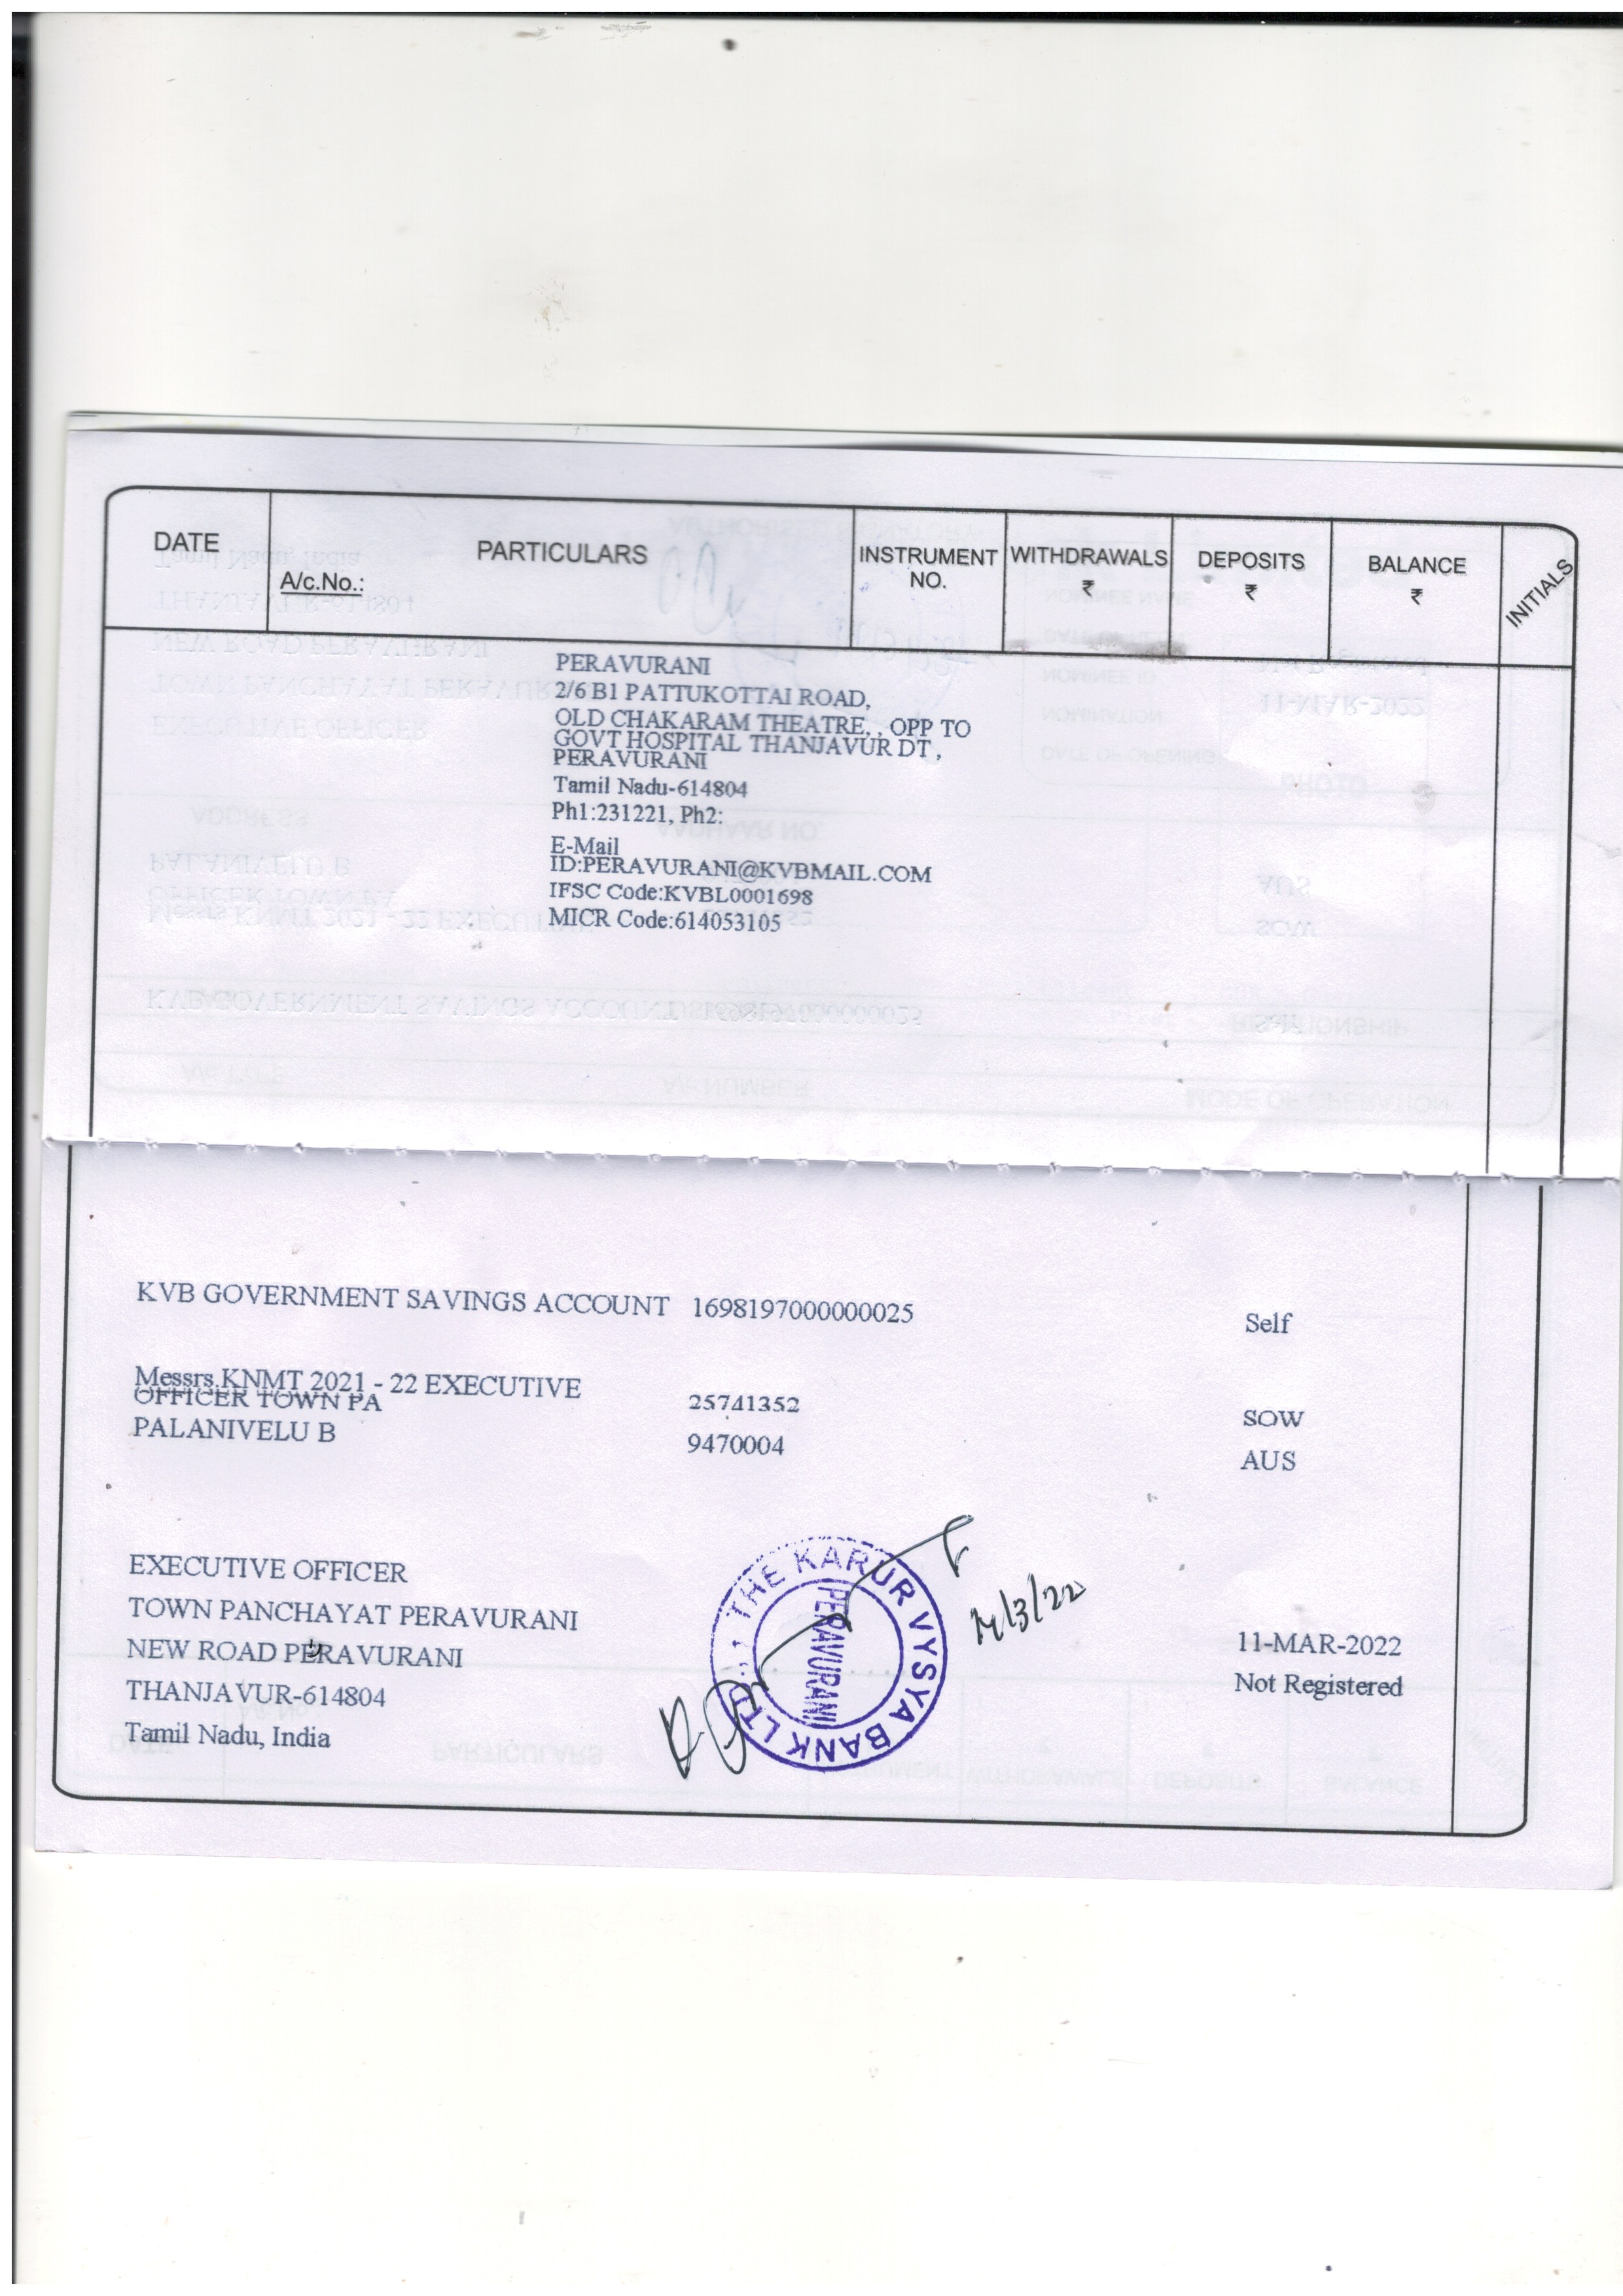 DATE
A/c.No.:
PARTICULARS
INSTRUMENT NO.
WITHDRAWALS ₹
DEPOSITS ₹
BALANCE ₹
INITIALS
PERAVURANI
2/6 B1 PATTUKOTTAI ROAD,
OLD CHAKARAM THEATRE, , OPP TO
GOVT HOSPITAL THANJAVUR DT ,
PERAVURANI
Tamil Nadu-614804
Ph1:231221, Ph2:
E-Mail
ID:PERAVURANI@KVBMAIL.COM
IFSC Code:KVBL0001698
MICR Code:614053105
KVB GOVERNMENT SAVINGS ACCOUNT 1698197000000025 Self
Messrs.KNMT 2021 - 22 EXECUTIVE
OFFICER TOWN PA 25741352 SOW
PALANIVELU B 9470004 AUS
EXECUTIVE OFFICER
TOWN PANCHAYAT PERAVURANI
NEW ROAD PERAVURANI 11-MAR-2022
THANJAVUR-614804 Not Registered
Tamil Nadu, India
THE KARUR VYSYA BANK LTD.,
PERAVURANI